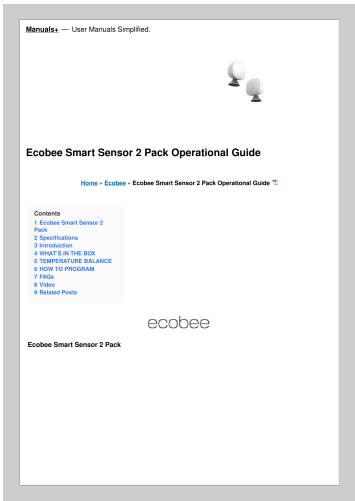 Manuals+ — User Manuals Simplified.
Ecobee Smart Sensor 2 Pack Operational Guide
Home » Ecobee » Ecobee Smart Sensor 2 Pack Operational Guide
Contents
1 Ecobee Smart Sensor 2
Pack
2 Specifications
3 Introduction
4 WHAT'S IN THE BOX
5 TEMPERATURE BALANCE
6 HOW TO PROGRAM
7 FAQs
8 Video
9 Related Posts
ecobee
Ecobee Smart Sensor 2 Pack